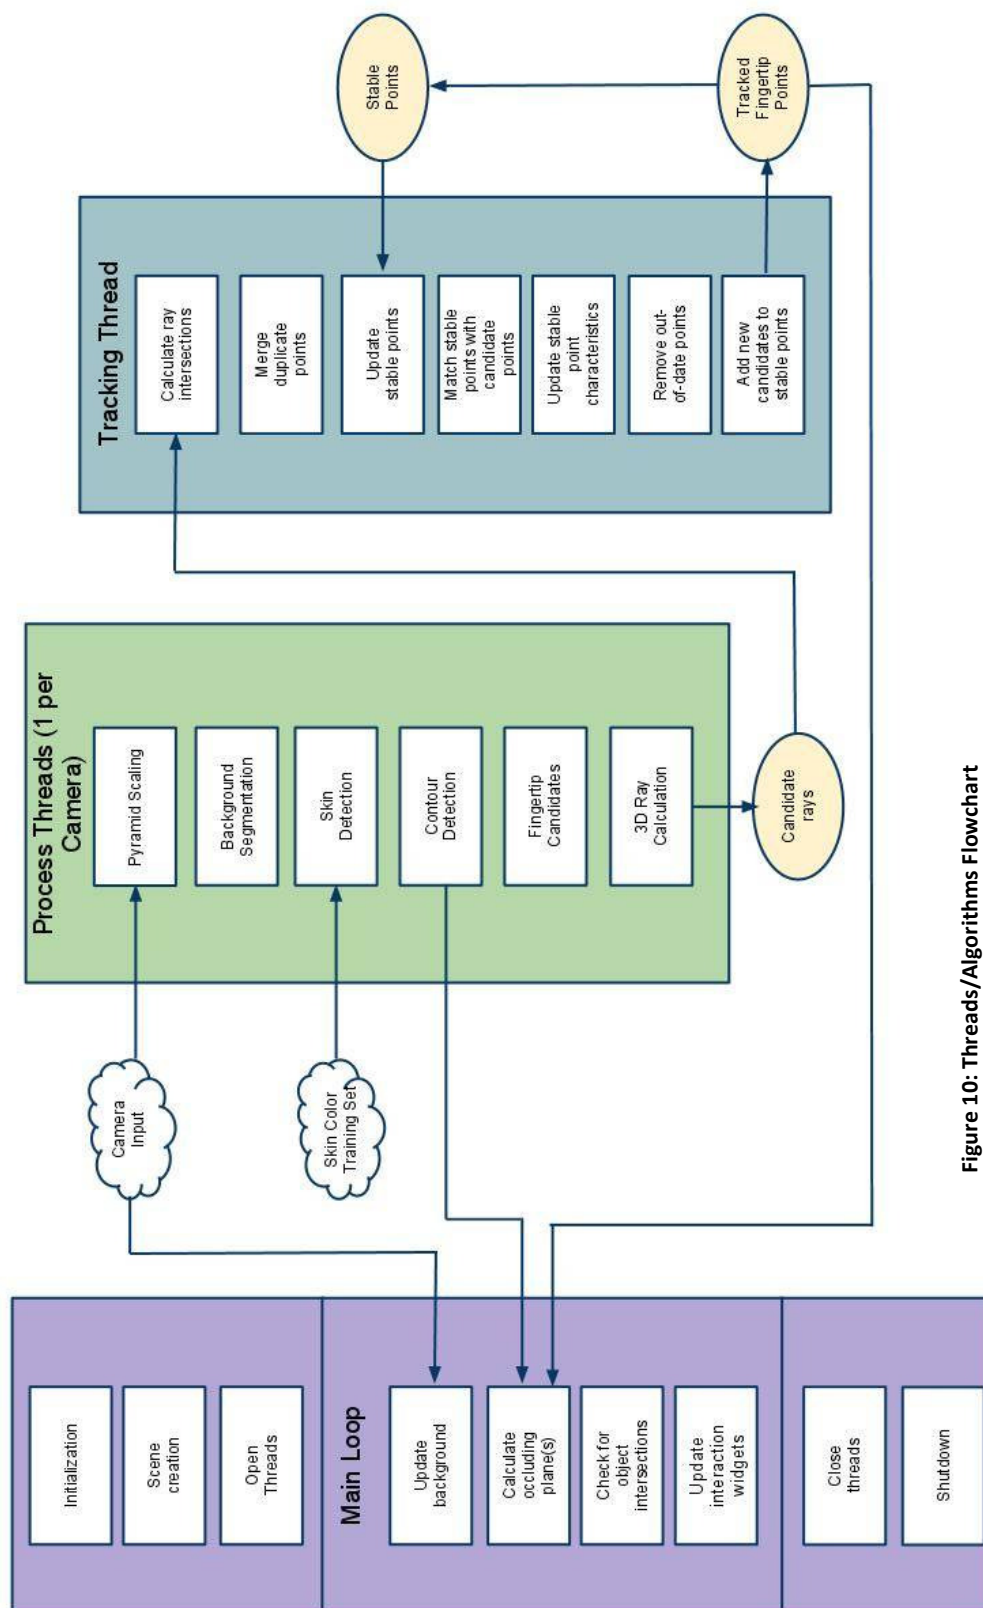 Initialization
Scene
creation
Open
Threads
Main Loop
Update
background
Calculate
occluding
plane(s)
Check for
object
intersections
Update
interaction
widgets
Close
threads
Shutdown
Camera
Input
Skin Color
Training Set
Process Threads (1 per
Camera)
Pyramid Scaling
Background
Segmentation
Skin
Detection
Contour
Detection
Fingertip
Candidates
3D Ray
Calculation
Candidate
rays
Tracking Thread
Calculate ray
intersections
Merge
duplicate
points
Update
stable points
Match stable
points with
candidate
points
Update stable
point
characteristics
Remove out-
of-date points
Add new
candidates to
stable points
Stable
Points
Tracked
Fingertip
Points
Figure 10: Threads/Algorithms Flowchart